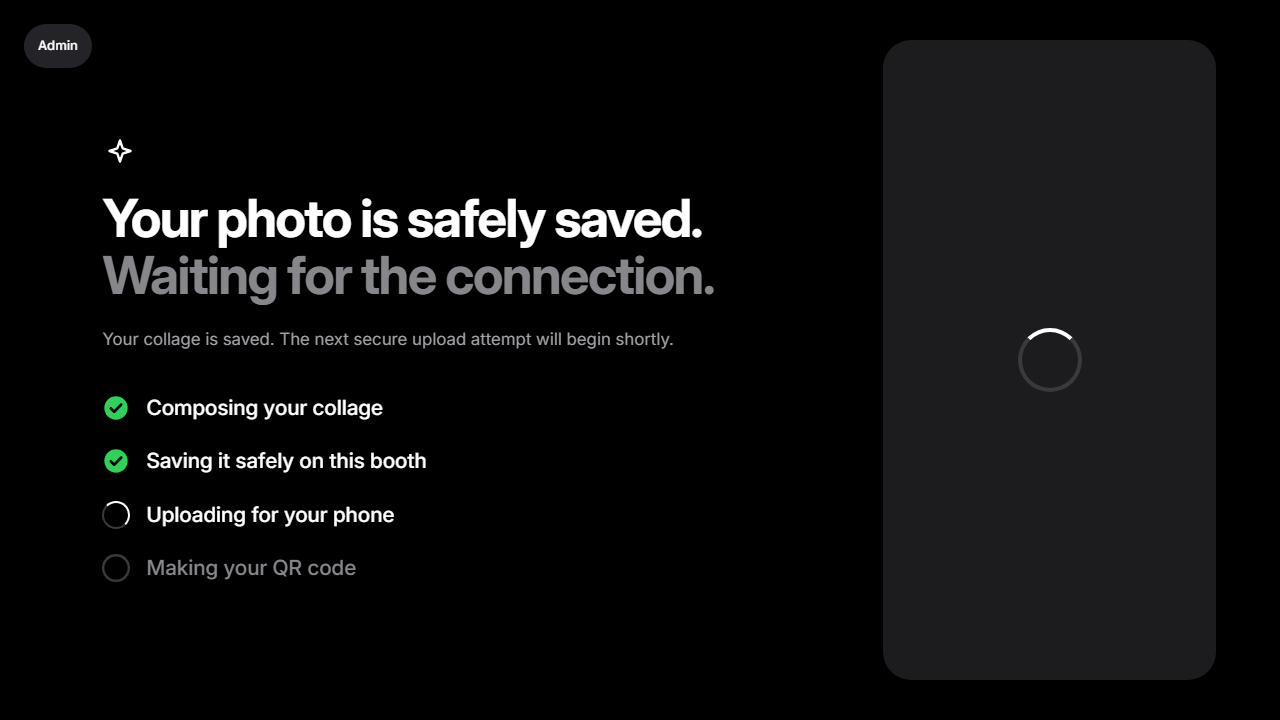 Admin
Your photo is safely saved.
Waiting for the connection.
Your collage is saved. The next secure upload attempt will begin shortly.
Composing your collage
Saving it safely on this booth
Uploading for your phone
Making your QR code